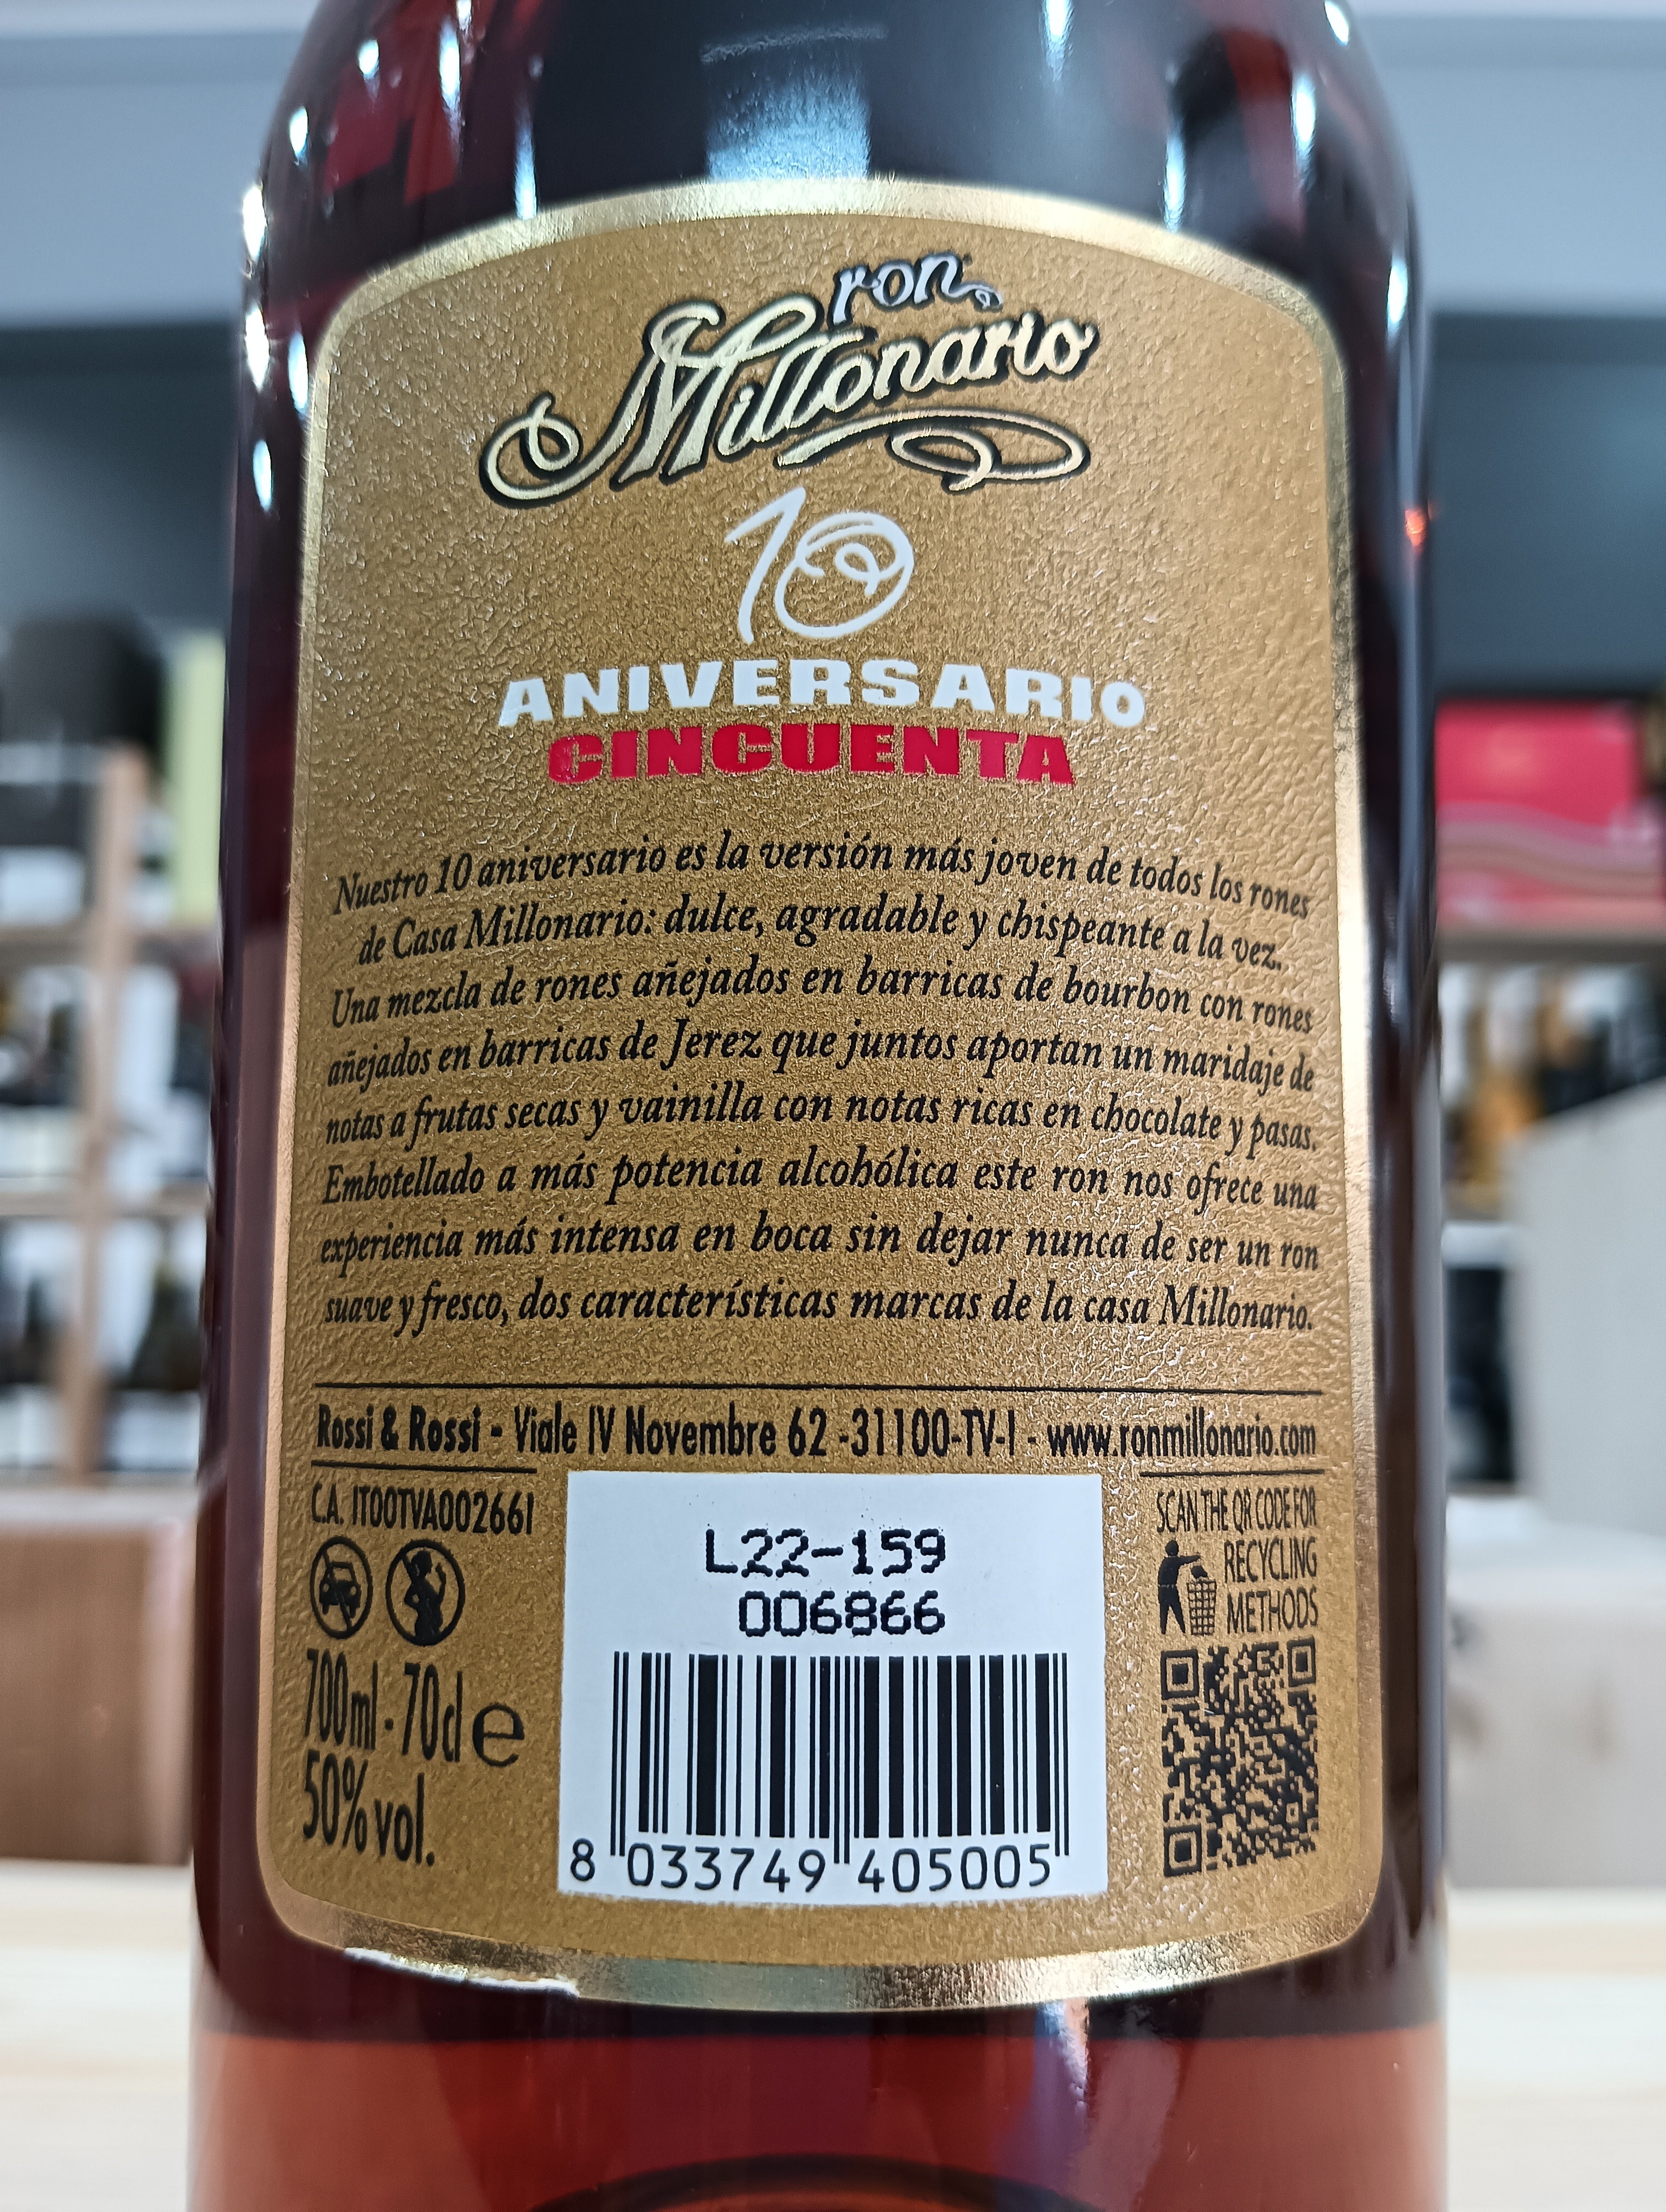 ron
Millonario
10
ANIVERSARIO
CINCUENTA
Nuestro 10 aniversario es la versión más joven de todos los rones
de Casa Millonario: dulce, agradable y chispeante a la vez.
Una mezcla de rones añejados en barricas de bourbon con rones
añejados en barricas de Jerez que juntos aportan un maridaje de
notas a frutas secas y vainilla con notas ricas en chocolate y pasas.
Embotellado a más potencia alcohólica este ron nos ofrece una
experiencia más intensa en boca sin dejar nunca de ser un ron
suave y fresco, dos características marcas de la casa Millonario.
Rossi & Rossi - Viale IV Novembre 62 -31100-TV-I - www.ronmillonario.com
C.A. IT00TVA00266I
700ml - 70cl e
50% vol.
L22-159
006866
8 033749 405005
SCAN THE QR CODE FOR
RECYCLING
METHODS